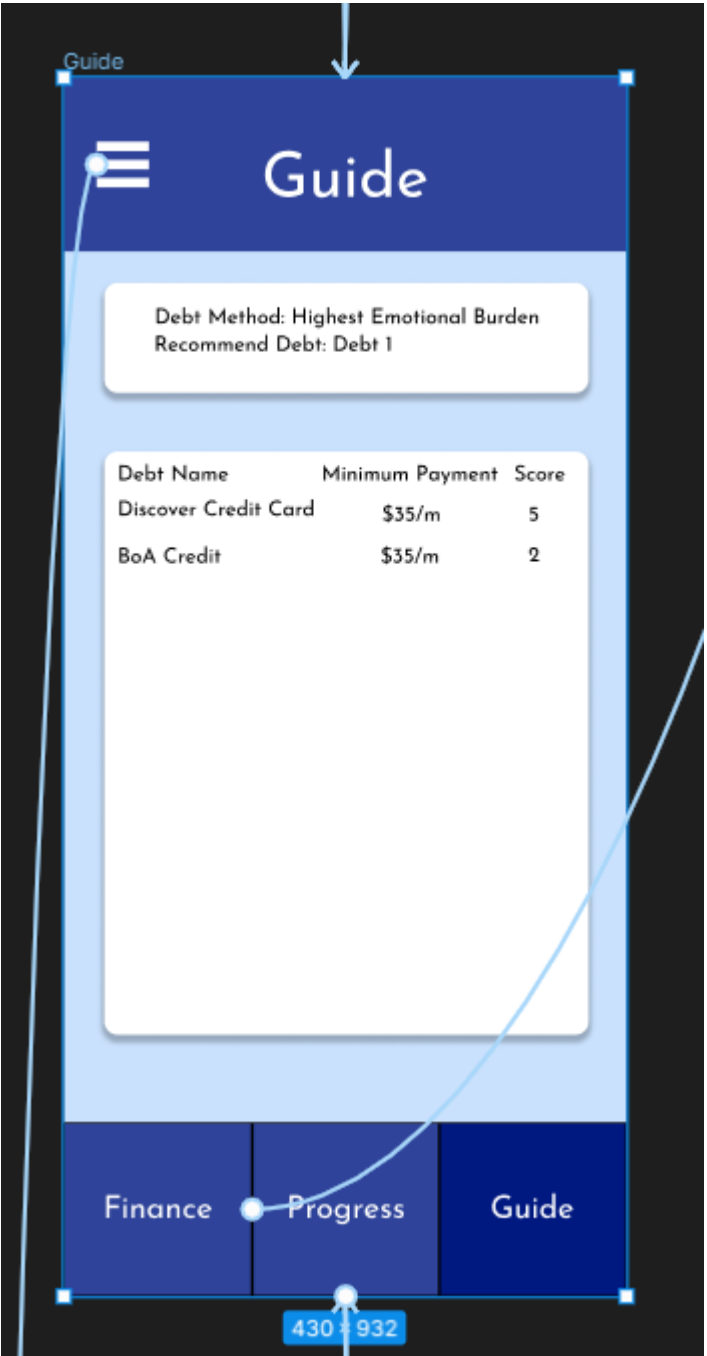 Guide
Guide
Debt Method: Highest Emotional Burden
Recommend Debt: Debt 1
Debt Name Minimum Payment Score
Discover Credit Card $35/m 5
BoA Credit $35/m 2
Finance Progress Guide
430 × 932